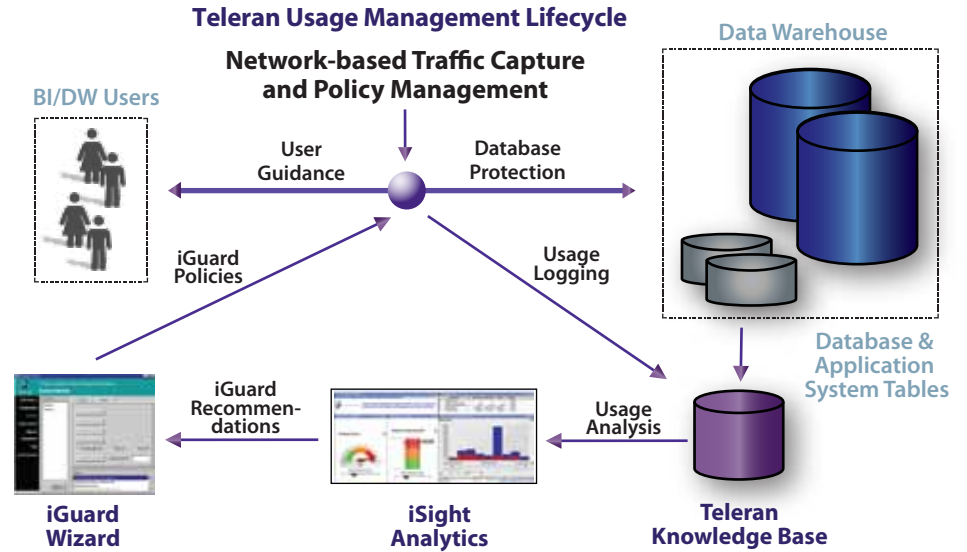 Teleran Usage Management Lifecycle
Network-based Traffic Capture
and Policy Management
Data Warehouse
BI/DW Users
User
Guidance
Database
Protection
iGuard
Policies
Usage
Logging
Database &
Application
System Tables
iGuard
Recommen-
dations
Usage
Analysis
iGuard
Wizard
iSight
Analytics
Teleran
Knowledge Base